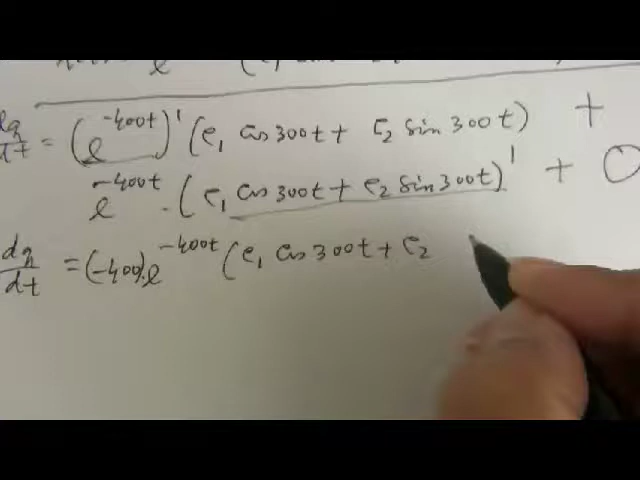 dq/dt = (e^-400t)' (c₁ cos 300t + c₂ sin 300t) +
e^-400t . (c₁ cos 300t + c₂ sin 300t)' + 0
dq/dt = (-400).e^-400t (c₁ cos 300t + c₂